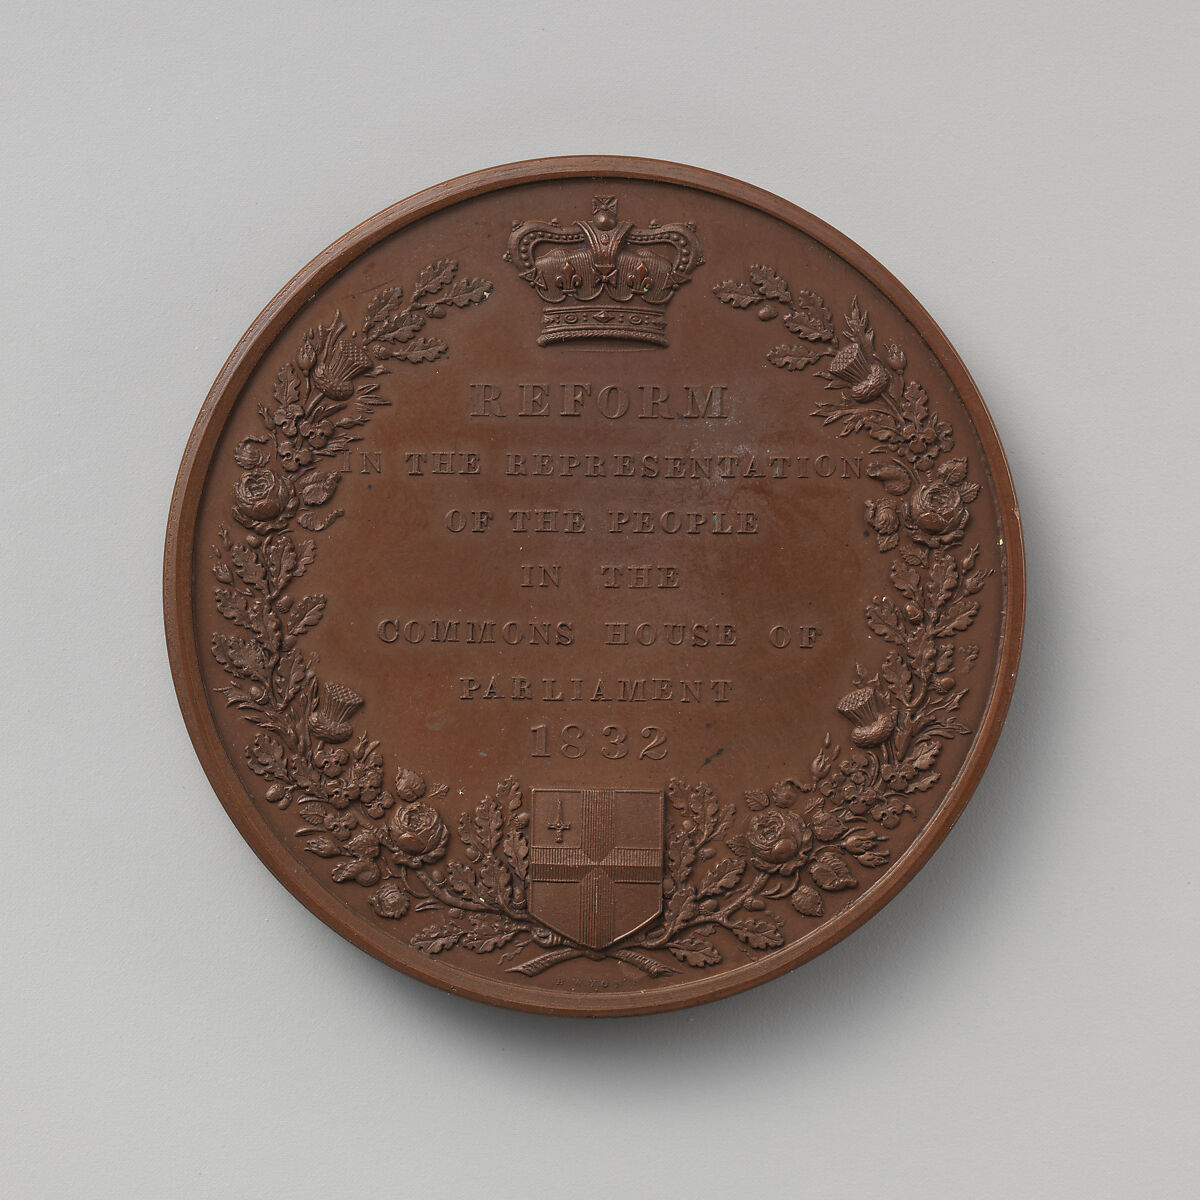 REFORM
IN THE REPRESENTATION
OF THE PEOPLE
IN THE
COMMONS HOUSE OF
PARLIAMENT
1832